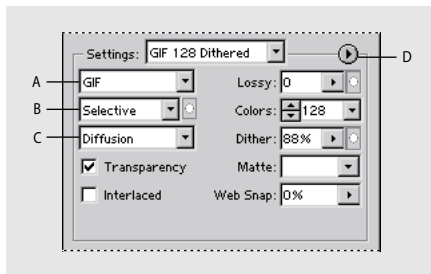 Settings: GIF 128 Dithered
D
A GIF Lossy: 0
B Selective Colors: 128
C Diffusion Dither: 88%
Transparency Matte:
Interlaced Web Snap: 0%